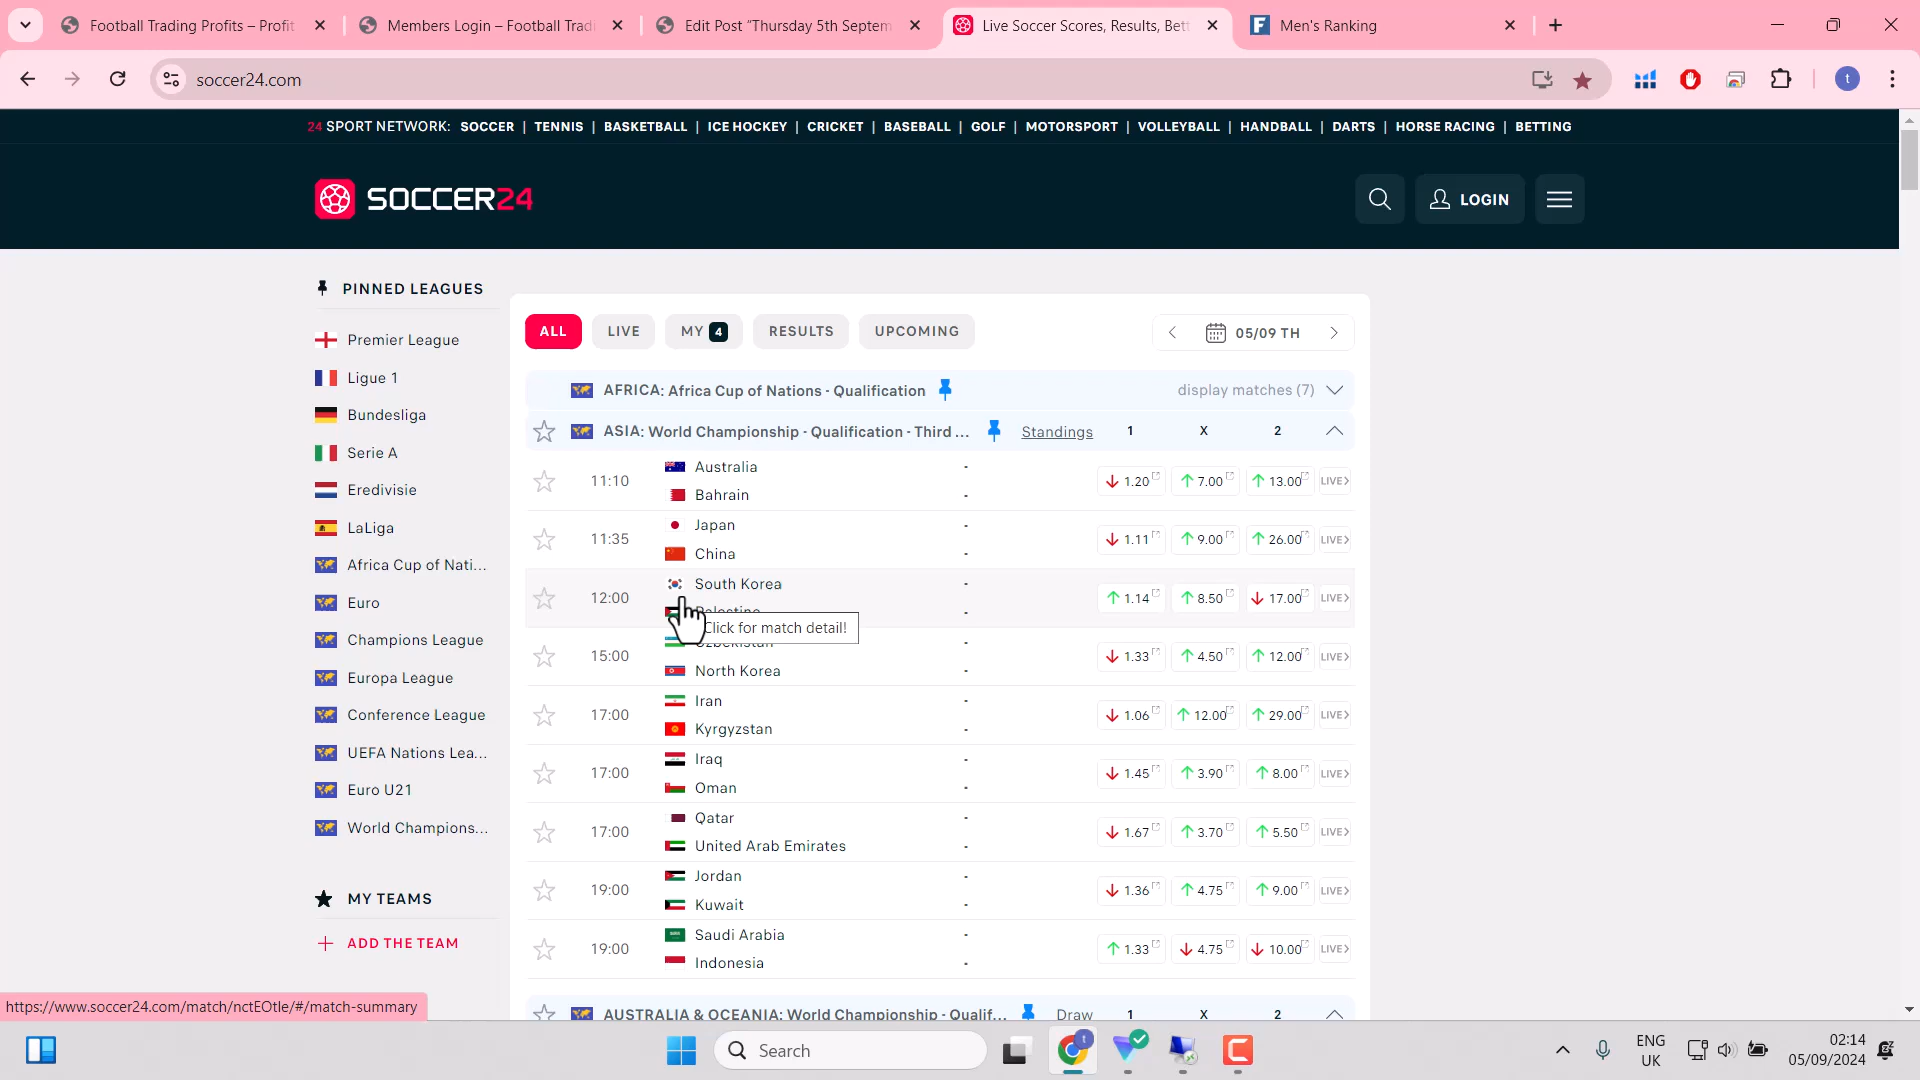 Football Trading Profits – Profit
Members Login – Football Tradi
Edit Post “Thursday 5th Septem
Live Soccer Scores, Results, Bett
Men's Ranking
soccer24.com
t
24 SPORT NETWORK: SOCCER | TENNIS | BASKETBALL | ICE HOCKEY | CRICKET | BASEBALL | GOLF | MOTORSPORT | VOLLEYBALL | HANDBALL | DARTS | HORSE RACING | BETTING
SOCCER24
LOGIN
PINNED LEAGUES
Premier League
Ligue 1
Bundesliga
Serie A
Eredivisie
LaLiga
Africa Cup of Nati...
Euro
Champions League
Europa League
Conference League
UEFA Nations Lea...
Euro U21
World Champions...
MY TEAMS
ADD THE TEAM
ALL LIVE MY 4 RESULTS UPCOMING 05/09 TH
AFRICA: Africa Cup of Nations - Qualification display matches (7)
ASIA: World Championship - Qualification - Third ... Standings 1 X 2
Australia -
11:10 1.20 7.00 13.00 LIVE
Bahrain -
Japan -
11:35 1.11 9.00 26.00 LIVE
China -
South Korea -
12:00 1.14 8.50 17.00 LIVE
Palestine -
Click for match detail!
Uzbekistan -
15:00 1.33 4.50 12.00 LIVE
North Korea -
Iran -
17:00 1.06 12.00 29.00 LIVE
Kyrgyzstan -
Iraq -
17:00 1.45 3.90 8.00 LIVE
Oman -
Qatar -
17:00 1.67 3.70 5.50 LIVE
United Arab Emirates -
Jordan -
19:00 1.36 4.75 9.00 LIVE
Kuwait -
Saudi Arabia -
19:00 1.33 4.75 10.00 LIVE
Indonesia -
AUSTRALIA & OCEANIA: World Championship - Qualif... Draw 1 X 2
https://www.soccer24.com/match/nctEOtle/#/match-summary
Search
t
ENG
UK
02:14
05/09/2024